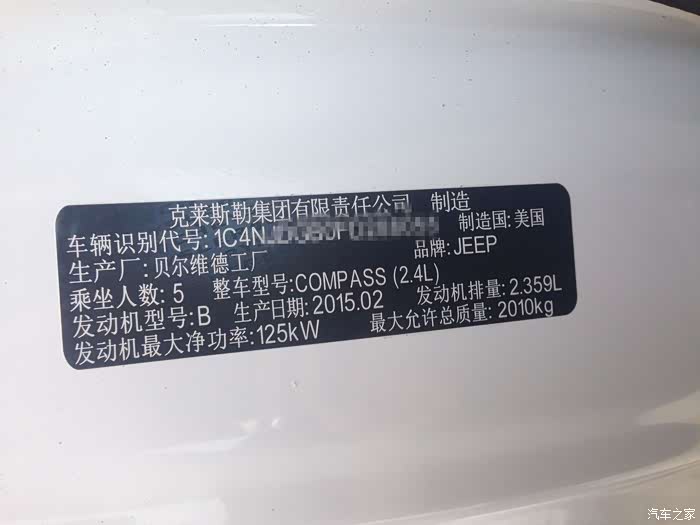 克莱斯勒集团有限责任公司 制造
车辆识别代号:1C4N 制造国:美国
生产厂:贝尔维德工厂 品牌:JEEP
乘坐人数:5 整车型号:COMPASS (2.4L)
发动机型号:B 生产日期:2015.02 发动机排量:2.359L
发动机最大净功率:125kW 最大允许总质量:2010kg
汽车之家